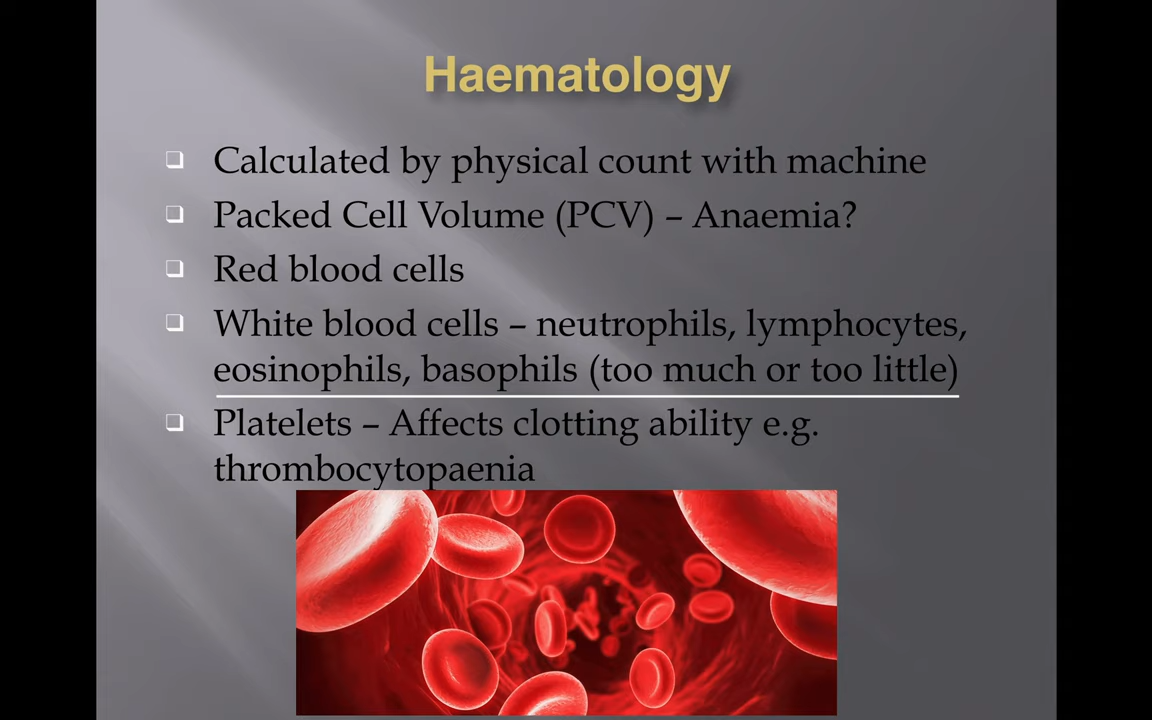 Haematology
Calculated by physical count with machine
Packed Cell Volume (PCV) – Anaemia?
Red blood cells
White blood cells – neutrophils, lymphocytes,
eosinophils, basophils (too much or too little)
Platelets – Affects clotting ability e.g.
thrombocytopaenia